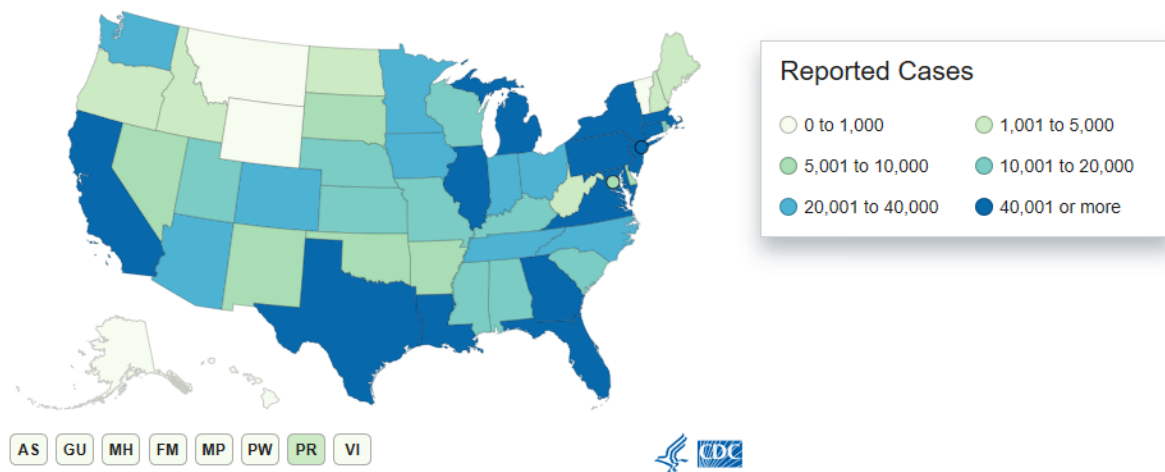 Reported Cases
0 to 1,000
1,001 to 5,000
5,001 to 10,000
10,001 to 20,000
20,001 to 40,000
40,001 or more
AS GU MH FM MP PW PR VI
CDC